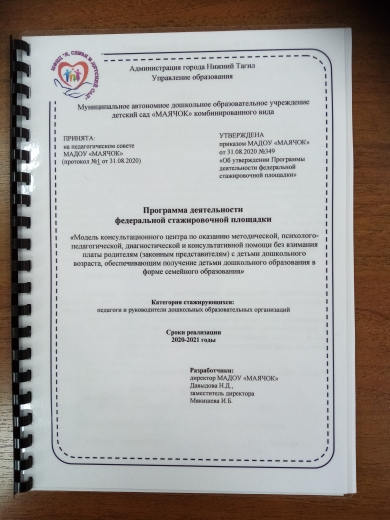 ЦЕНТР "Я, СЕМЬЯ И ДЕТСКИЙ САД"
Администрация города Нижний Тагил
Управление образования
Муниципальное автономное дошкольное образовательное учреждение
детский сад «МАЯЧОК» комбинированного вида
ПРИНЯТА:
на педагогическом совете
МАДОУ «МАЯЧОК»
(протокол №1 от 31.08.2020)
УТВЕРЖДЕНА
приказом МАДОУ «МАЯЧОК»
от 31.08.2020 №349
«Об утверждении Программы
деятельности федеральной
стажировочной площадки»
Программа деятельности
федеральной стажировочной площадки
«Модель консультационного центра по оказанию методической, психолого-
педагогической, диагностической и консультативной помощи без взимания
платы родителям (законным представителям) с детьми дошкольного
возраста, обеспечивающим получение детьми дошкольного образования в
форме семейного образования»
Категория стажирующихся:
педагоги и руководители дошкольных образовательных организаций
Сроки реализации
2020-2021 годы
Разработчики:
директор МАДОУ «МАЯЧОК»
Давыдова Н.Д.,
заместитель директора
Мякишева И.Б.